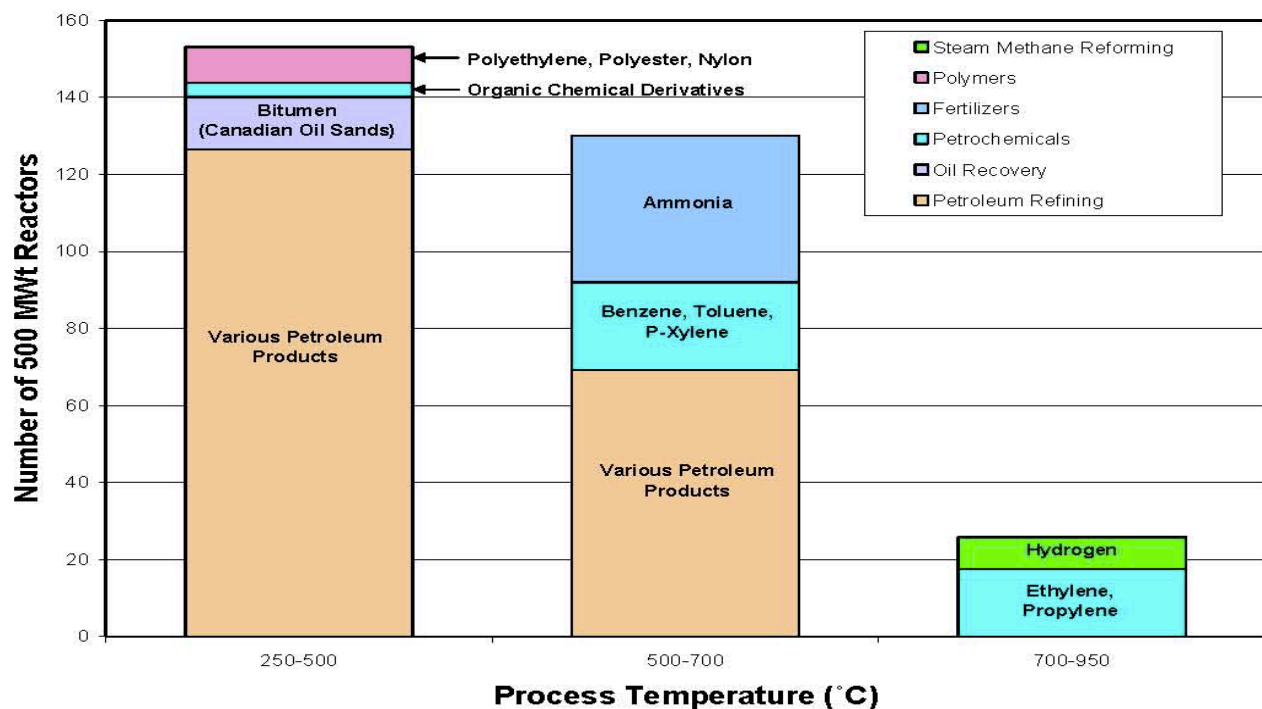 160
140
120
100
80
60
40
20
0
Number of 500 MWt Reactors
Polyethylene, Polyester, Nylon
Organic Chemical Derivatives
Bitumen
(Canadian Oil Sands)
Various Petroleum
Products
Ammonia
Benzene, Toluene,
P-Xylene
Various Petroleum
Products
Hydrogen
Ethylene,
Propylene
Steam Methane Reforming
Polymers
Fertilizers
Petrochemicals
Oil Recovery
Petroleum Refining
250-500
500-700
700-950
Process Temperature (˚C)